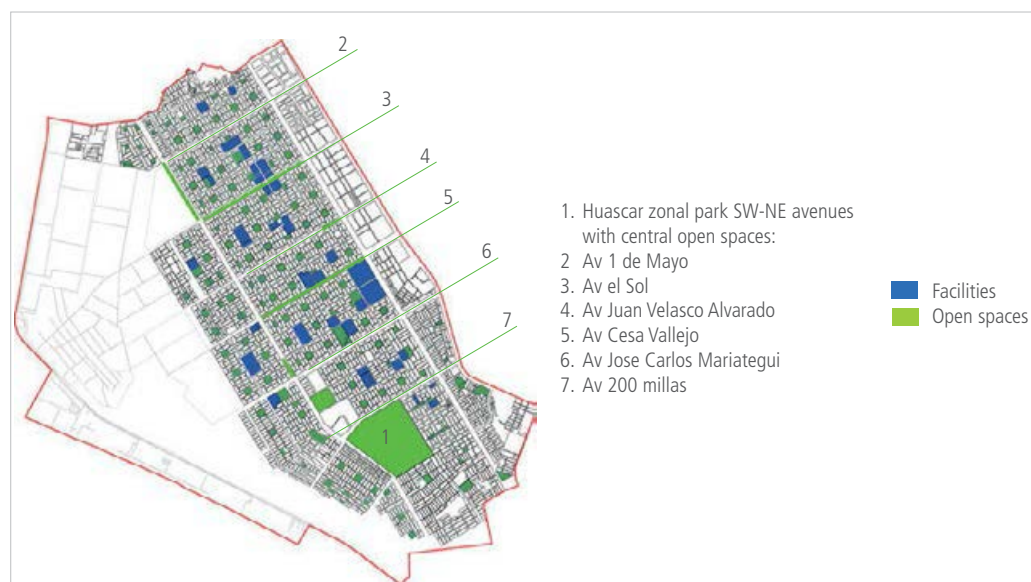 2
3
4
5
6
7
1
1. Huascar zonal park SW-NE avenues
with central open spaces:
2 Av 1 de Mayo
3. Av el Sol
4. Av Juan Velasco Alvarado
5. Av Cesa Vallejo
6. Av Jose Carlos Mariategui
7. Av 200 millas
Facilities
Open spaces